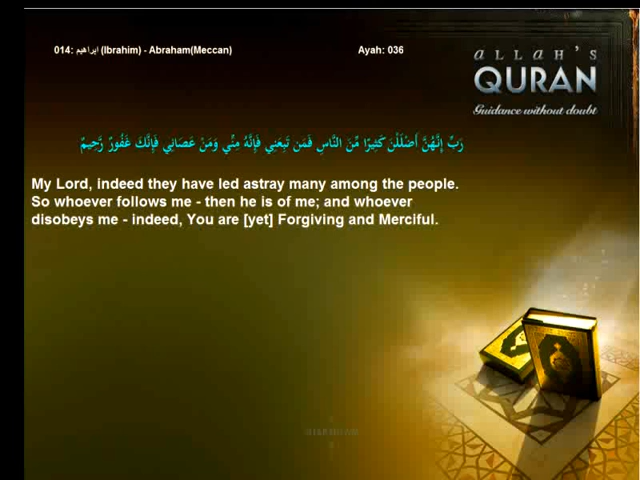 014: ابراهيم (Ibrahim) - Abraham(Meccan) Ayah: 036
ALLAH'S
QURAN
Guidance without doubt
رَبِّ إِنَّهُنَّ أَضْلَلْنَ كَثِيرًا مِّنَ النَّاسِ فَمَن تَبِعَنِي فَإِنَّهُ مِنِّي وَمَنْ عَصَانِي فَإِنَّكَ غَفُورٌ رَّحِيمٌ
My Lord, indeed they have led astray many among the people.
So whoever follows me - then he is of me; and whoever
disobeys me - indeed, You are [yet] Forgiving and Merciful.